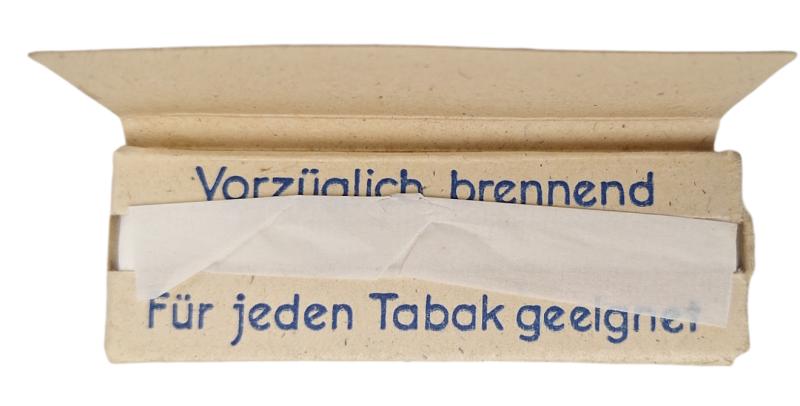 Vorzüglich brennend
Für jeden Tabak geeignet